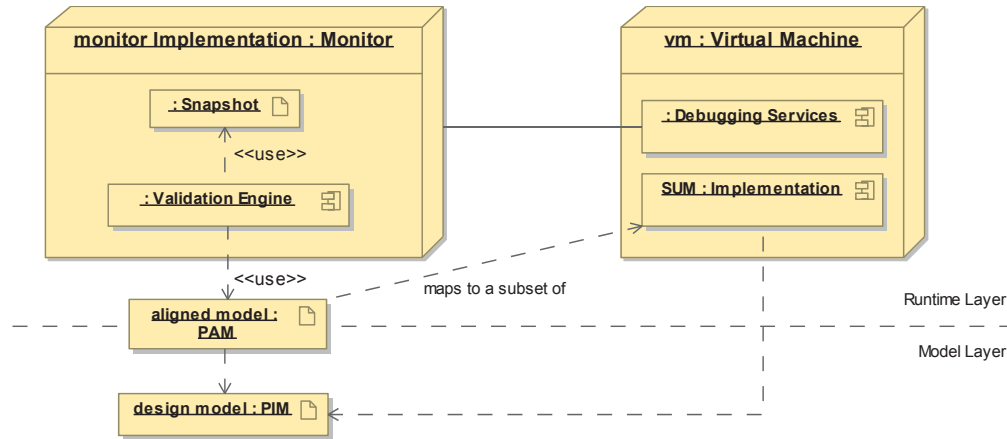 monitor Implementation : Monitor
vm : Virtual Machine
: Snapshot
: Debugging Services
<<use>>
: Validation Engine
SUM : Implementation
<<use>>
maps to a subset of
Runtime Layer
aligned model :
PAM
Model Layer
design model : PIM